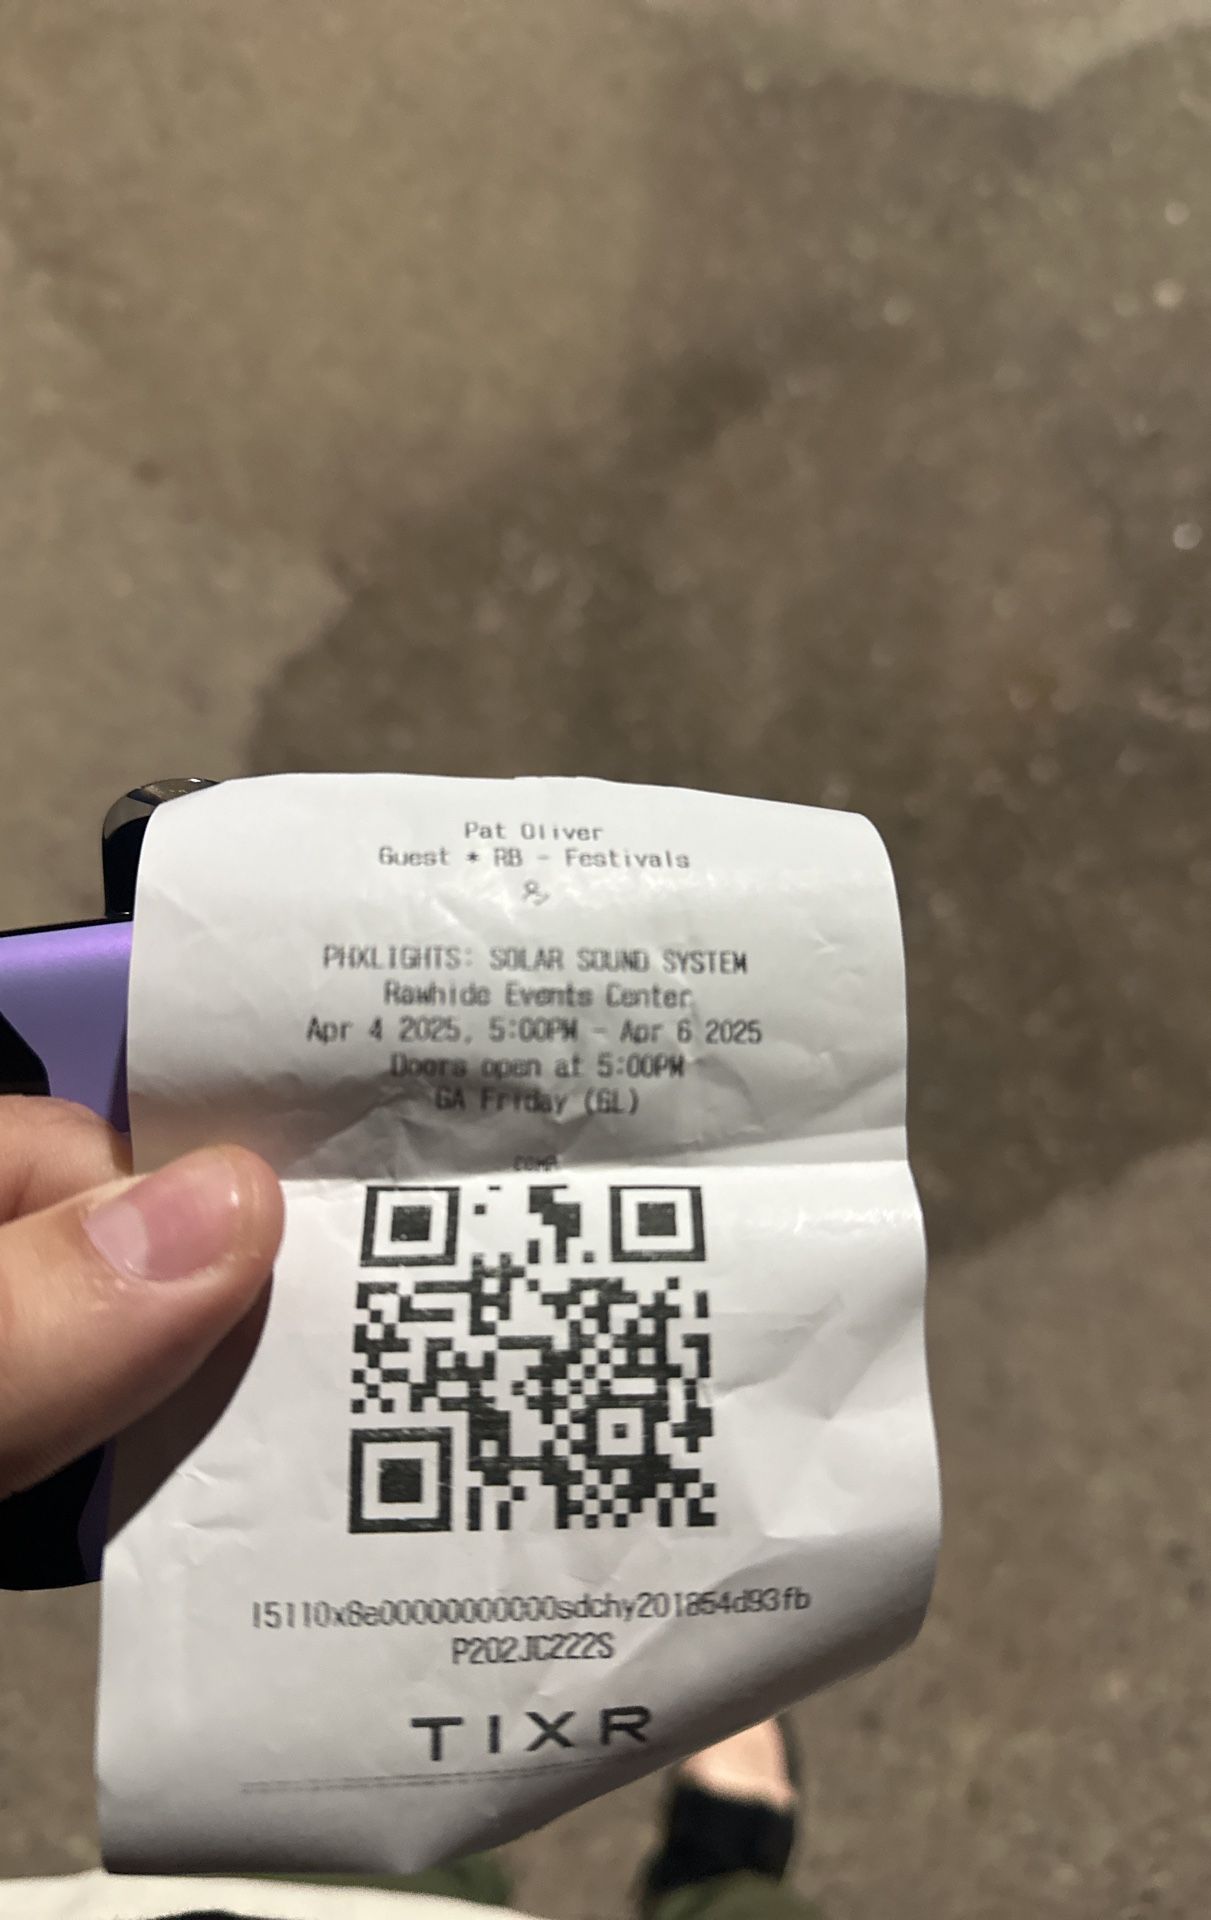 Pat Oliver
Guest * RB - Festivals
PHXLIGHTS: SOLAR SOUND SYSTEM
Rawhide Events Center
Apr 4 2025, 5:00PM - Apr 6 2025
Doors open at 5:00PM
GA Friday (GL)
COMP
15110x8e00000000000sdchy201854d93fb
P202JC222S
TIXR